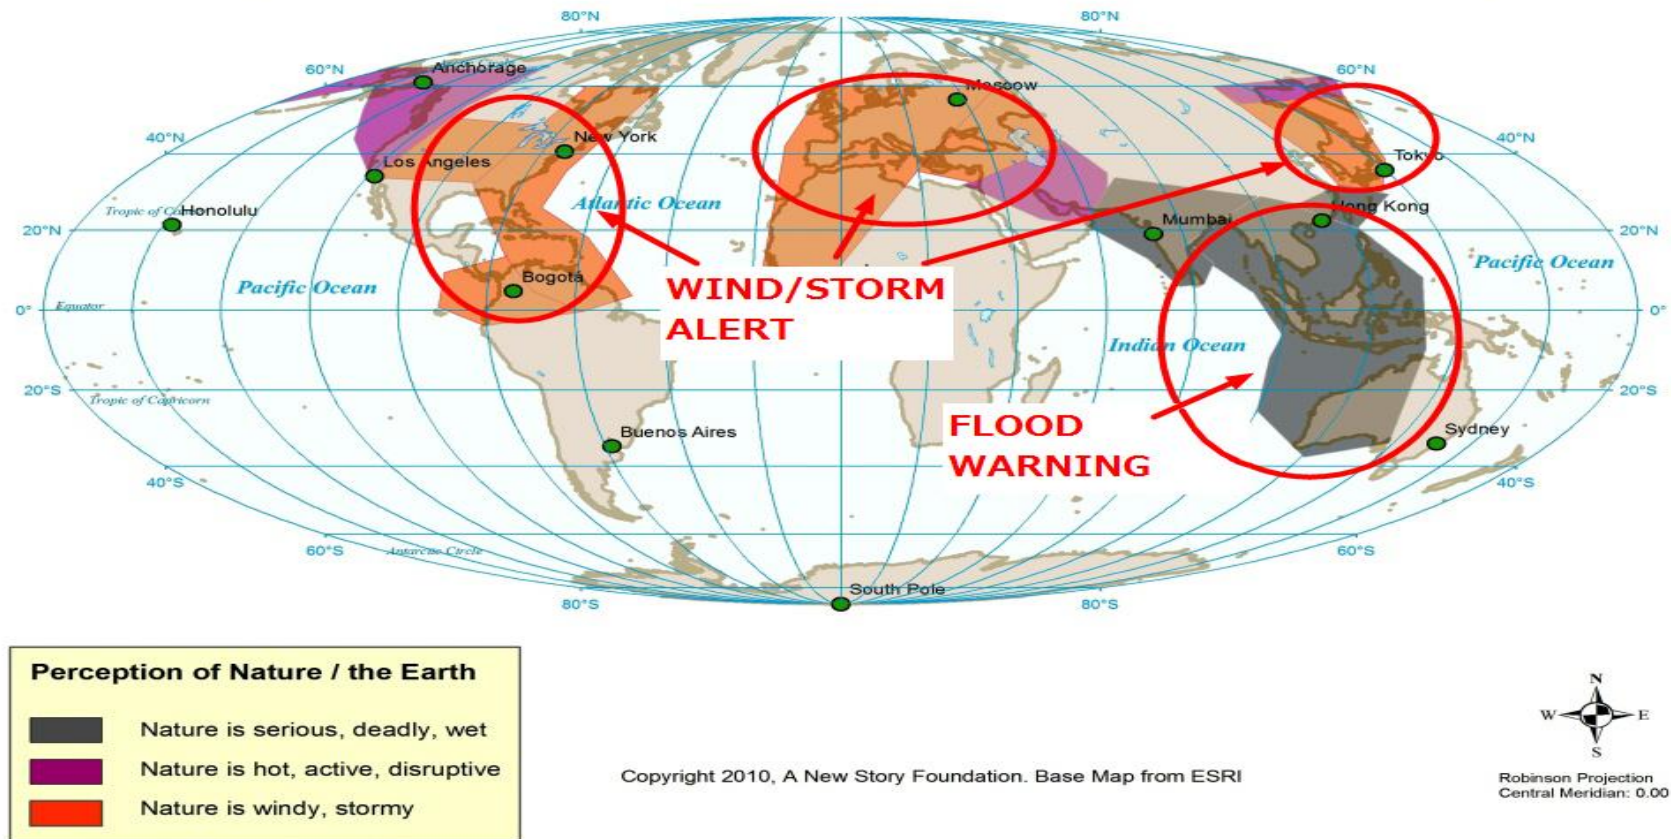 80°N
80°N
60°N
Anchorage
Moscow
60°N
40°N
New York
40°N
Los Angeles
Tokyo
Atlantic Ocean
Tropic of
Honolulu
Hong Kong
20°N
Mumbai
20°N
Pacific Ocean
Bogotá
Pacific Ocean
WIND/STORM
ALERT
Equator
0°
0°
Indian Ocean
20°S
20°S
Tropic of Capricorn
FLOOD
WARNING
Buenos Aires
Sydney
40°S
40°S
60°S
Antarctic Circle
60°S
South Pole
80°S
80°S
Perception of Nature / the Earth
Nature is serious, deadly, wet
Nature is hot, active, disruptive
Nature is windy, stormy
Copyright 2010, A New Story Foundation. Base Map from ESRI
N
W
E
S
Robinson Projection
Central Meridian: 0.00